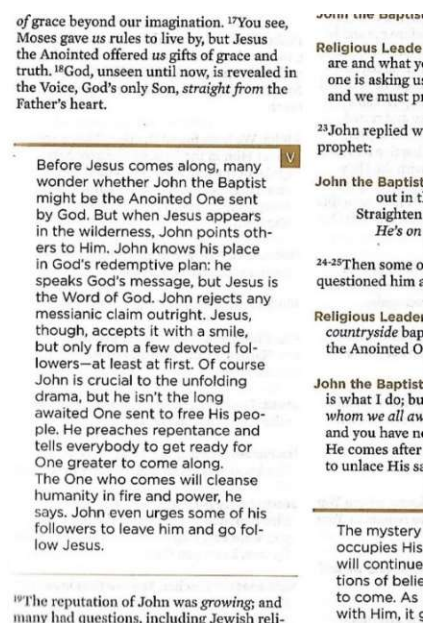 of grace beyond our imagination. ¹⁷You see,
Moses gave us rules to live by, but Jesus
the Anointed offered us gifts of grace and
truth. ¹⁸God, unseen until now, is revealed in
the Voice, God's only Son, straight from the
Father's heart.
V
Before Jesus comes along, many
wonder whether John the Baptist
might be the Anointed One sent
by God. But when Jesus appears
in the wilderness, John points oth-
ers to Him. John knows his place
in God's redemptive plan: he
speaks God's message, but Jesus is
the Word of God. John rejects any
messianic claim outright. Jesus,
though, accepts it with a smile,
but only from a few devoted fol-
lowers—at least at first. Of course
John is crucial to the unfolding
drama, but he isn't the long
awaited One sent to free His peo-
ple. He preaches repentance and
tells everybody to get ready for
One greater to come along.
The One who comes will cleanse
humanity in fire and power, he
says. John even urges some of his
followers to leave him and go fol-
low Jesus.
¹⁹The reputation of John was growing; and
many had questions, including Jewish reli-
John the Baptis
Religious Leade
are and what y
one is asking u
and we must p
²³John replied w
prophet:
John the Baptist
out in t
Straighten
He's on
²⁴⁻²⁵Then some o
questioned him a
Religious Leader
countryside bap
the Anointed O
John the Baptist
is what I do; bu
whom we all aw
and you have n
He comes after
to unlace His sa
The mystery
occupies His
will continue
tions of belie
to come. As
with Him, it g